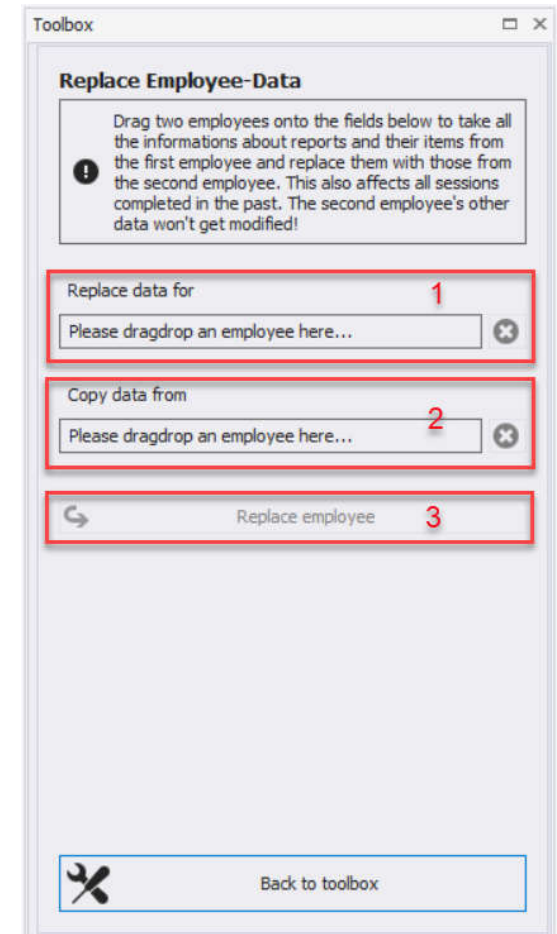 Toolbox
Replace Employee-Data
Drag two employees onto the fields below to take all
the informations about reports and their items from
the first employee and replace them with those from
the second employee. This also affects all sessions
completed in the past. The second employee's other
data won't get modified!
Replace data for 1
Please dragdrop an employee here...
Copy data from
2
Please dragdrop an employee here...
Replace employee 3
Back to toolbox